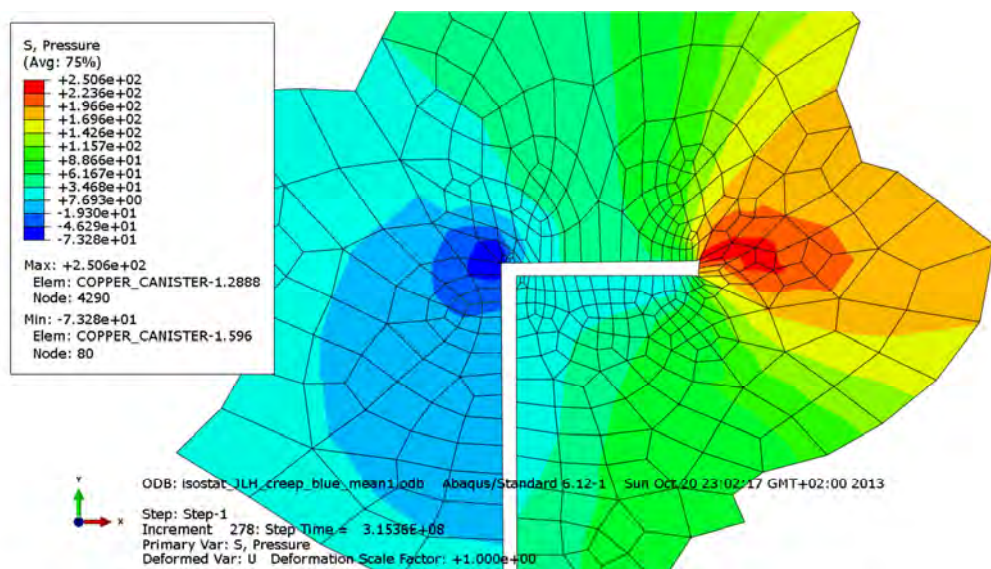 S, Pressure
(Avg: 75%)
+2.506e+02
+2.236e+02
+1.966e+02
+1.696e+02
+1.426e+02
+1.157e+02
+8.866e+01
+6.167e+01
+3.468e+01
+7.693e+00
-1.930e+01
-4.629e+01
-7.328e+01
Max: +2.506e+02
Elem: COPPER_CANISTER-1.2888
Node: 4290
Min: -7.328e+01
Elem: COPPER_CANISTER-1.596
Node: 80
ODB: isostat_JLH_creep_blue_mean1.odb Abaqus/Standard 6.12-1 Sun Oct 20 23:02:17 GMT+02:00 2013
Y
X
Step: Step-1
Increment 278: Step Time = 3.1536E+08
Primary Var: S, Pressure
Deformed Var: U Deformation Scale Factor: +1.000e+00